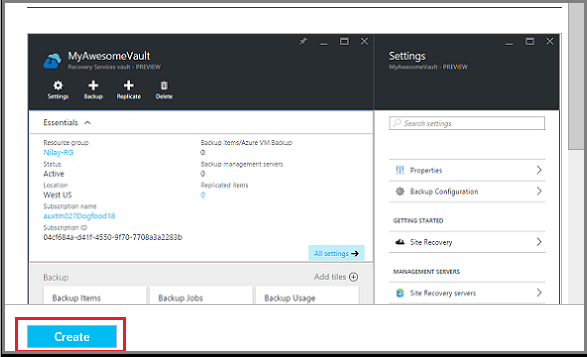 MyAwesomeVault
Recovery Services vault - PREVIEW
Settings
Backup
Replicate
Delete
Essentials
Resource group
Nilay-RG
Status
Active
Location
West US
Subscription name
auxtm027Dogfood18
Subscription ID
04cf684a-d41f-4550-9f70-7708a3a2283b
Backup items/Azure VM Backup
0
Backup management servers
0
Replicated items
0
All settings
Backup
Add tiles
Backup Items
Backup Jobs
Backup Usage
Settings
MyAwesomeVault - PREVIEW
Search settings
Properties
Backup Configuration
GETTING STARTED
Site Recovery
MANAGEMENT SERVERS
Site Recovery servers
Create